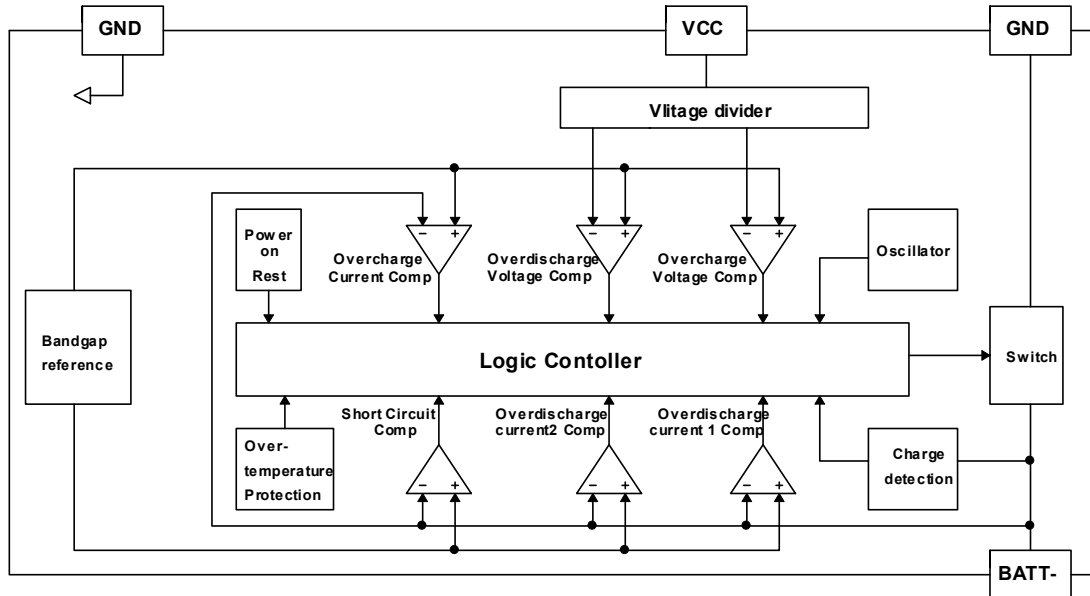 GND
VCC
GND
Vlitage divider
Power
on
Rest
Overcharge
Current Comp
Overdischarge
Voltage Comp
Overcharge
Voltage Comp
Oscillator
- +
- +
- +
Bandgap
reference
Logic Contoller
Switch
Short Circuit
Comp
Overdischarge
current2 Comp
Overdischarge
current 1 Comp
Over-
temperature
Protection
Charge
detection
- +
- +
- +
BATT-